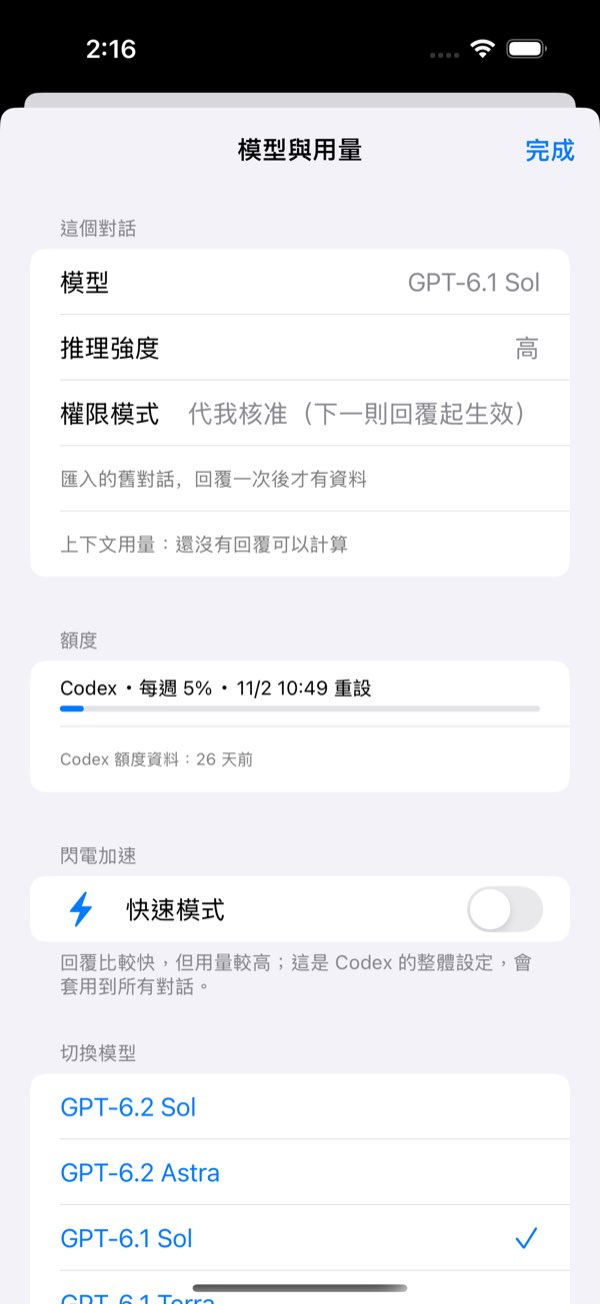 2:16
模型與用量
完成
這個對話
模型 GPT-6.1 Sol
推理強度 高
權限模式 代我核准（下一則回覆起生效）
匯入的舊對話，回覆一次後才有資料
上下文用量：還沒有回覆可以計算
額度
Codex・每週 5%・11/2 10:49 重設
Codex 額度資料：26 天前
閃電加速
快速模式
回覆比較快，但用量較高；這是 Codex 的整體設定，會
套用到所有對話。
切換模型
GPT-6.2 Sol
GPT-6.2 Astra
GPT-6.1 Sol
GPT-6.1 Terra